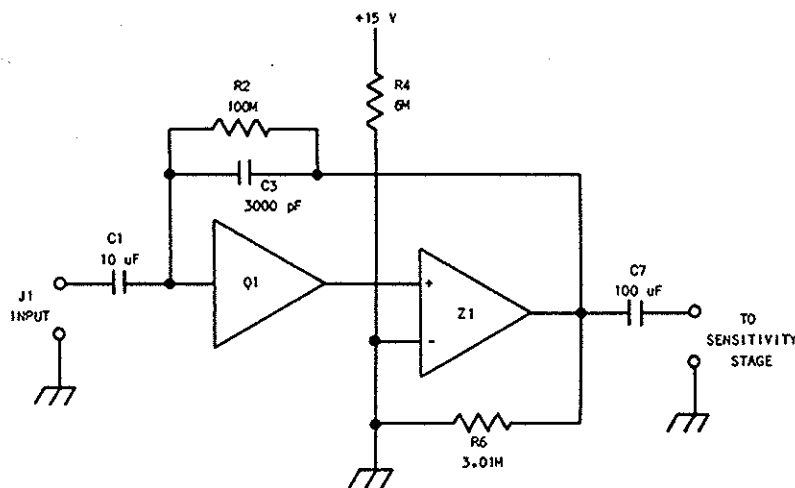 +15 V
R2
100M
R4
6M
C3
3000 pF
C1
10 uF
Q1
J1
INPUT
+
Z1
-
C7
100 uF
TO
SENSITIVITY
STAGE
R6
3.01M